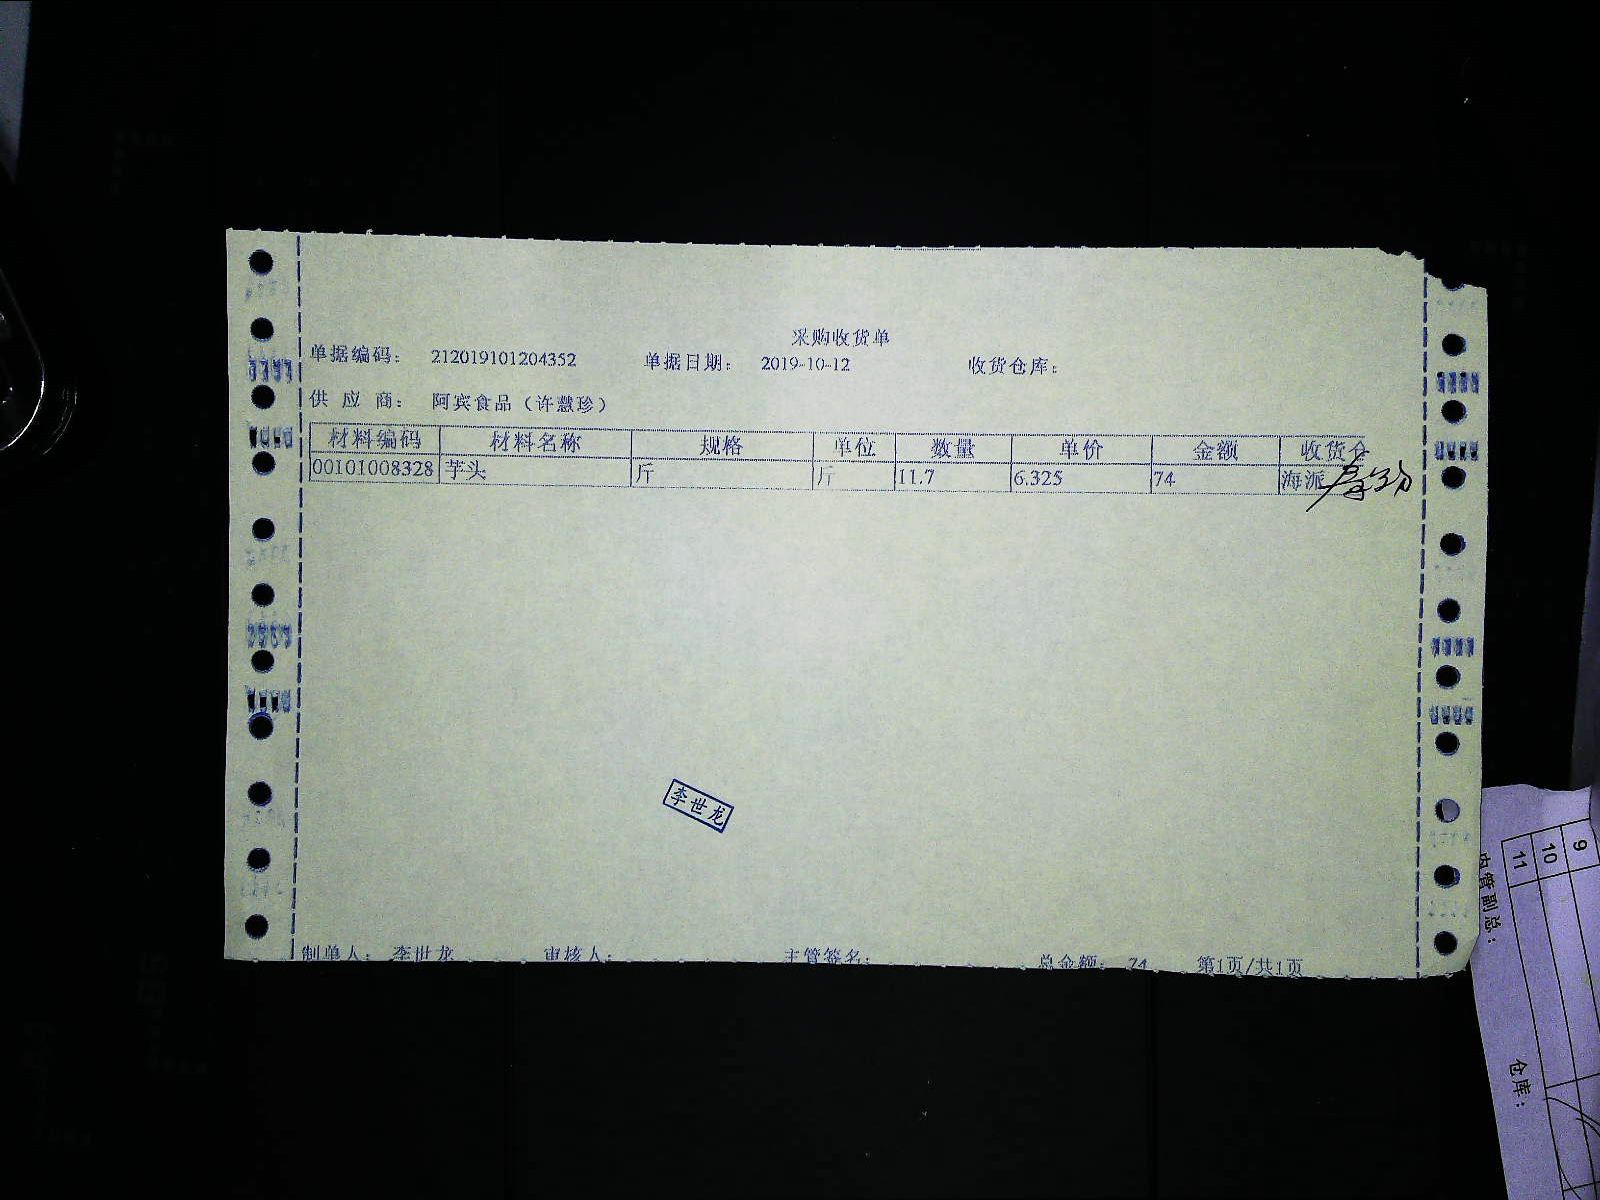 采购收货单
单据编码： 212019101204352 单据日期： 2019-10-12 收货仓库：
供 应 商： 阿宾食品（许慧珍）
材料编码 材料名称 规格 单位 数量 单价 金额 收货仓
00101008328 芋头 斤 斤 11.7 6.325 74 海派
李世龙
制单人： 李世龙 审核人： 主管签名： 总金额： 74 第1页/共1页
9
10
11
副总：
仓库：